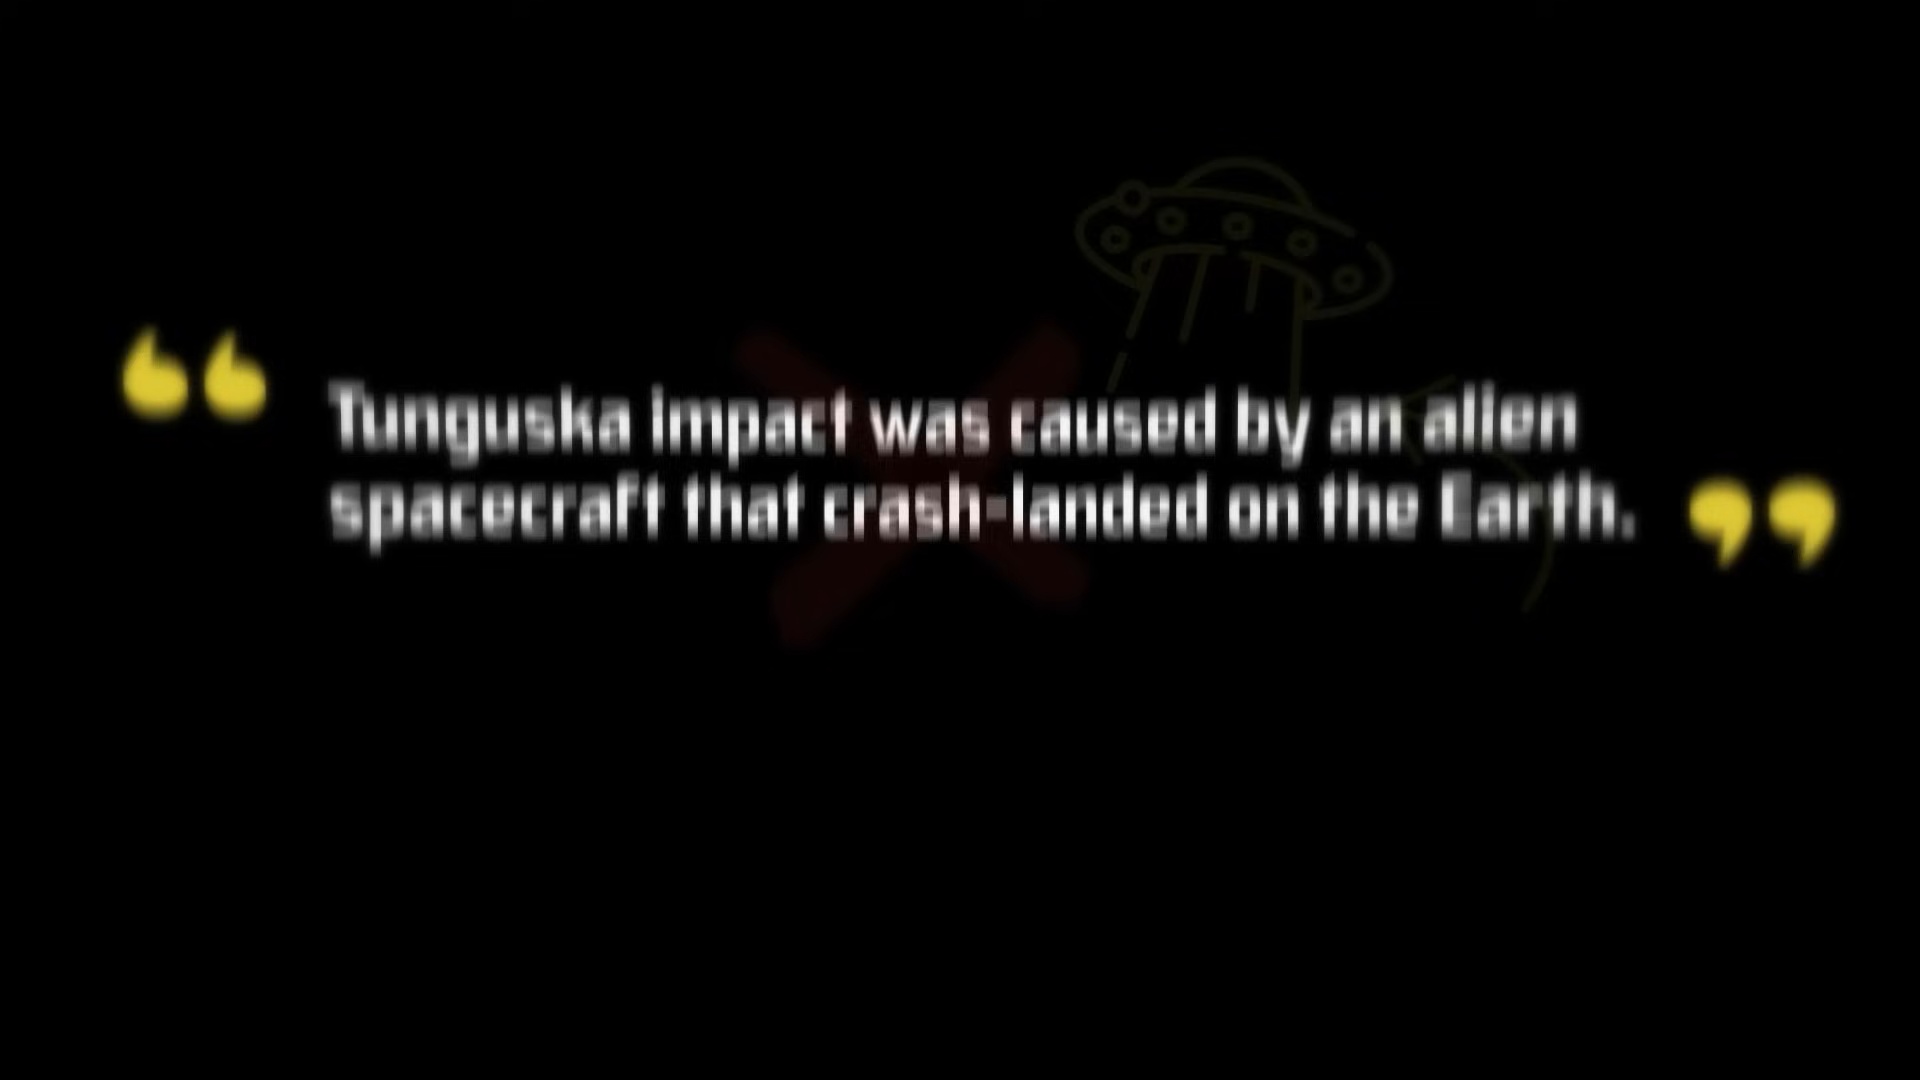 “Tunguska impact was caused by an alien
spacecraft that crash-landed on the Earth.”